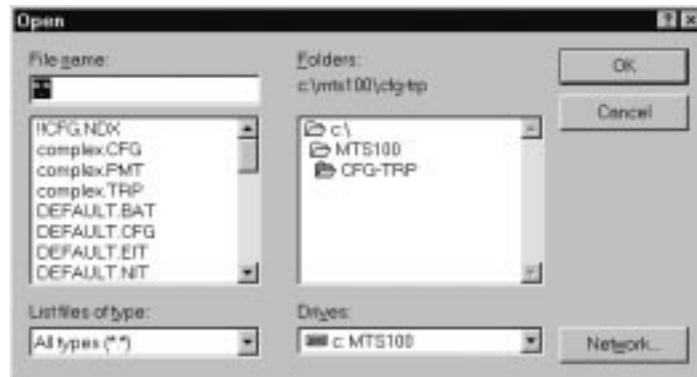 Open
File name:
*.*
!!CFG.NDX
complex.CFG
complex.PMT
complex.TRP
DEFAULT.BAT
DEFAULT.CFG
DEFAULT.EIT
DEFAULT.NIT
List files of type:
All types (*.*)
Folders:
c:\mts100\cfg-trp
c:\
MTS100
CFG-TRP
Drives:
c: MTS100
OK
Cancel
Network...